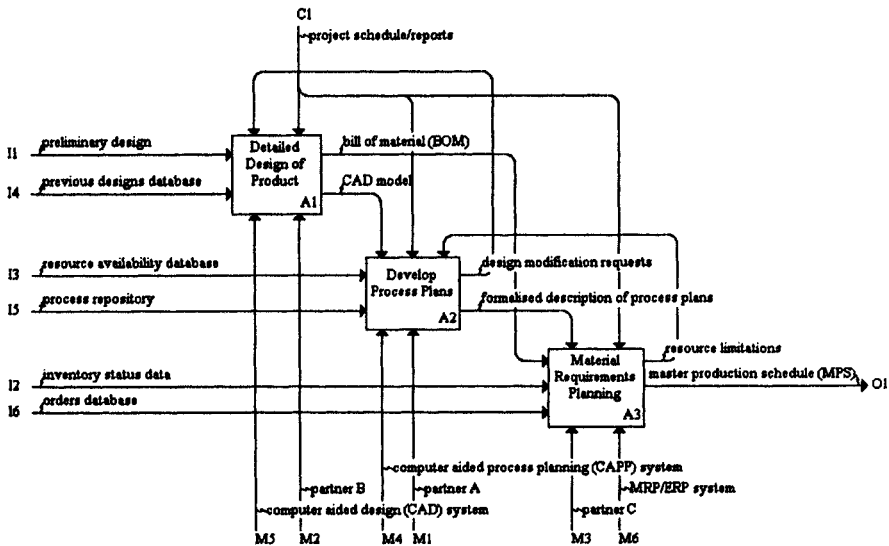 C1
project schedule/reports
I1
preliminary design
Detailed
Design of
Product
A1
bill of material (BOM)
I4
previous designs database
CAD model
I3
resource availability database
Develop
Process Plans
A2
design modification requests
I5
process repository
formalised description of process plans
Material
Requirements
Planning
A3
resource limitations
I2
inventory status data
master production schedule (MPS)
O1
I6
orders database
computer aided process planning (CAPP) system
partner B
partner A
MRP/ERP system
computer aided design (CAD) system
partner C
M5
M2
M4
M1
M3
M6